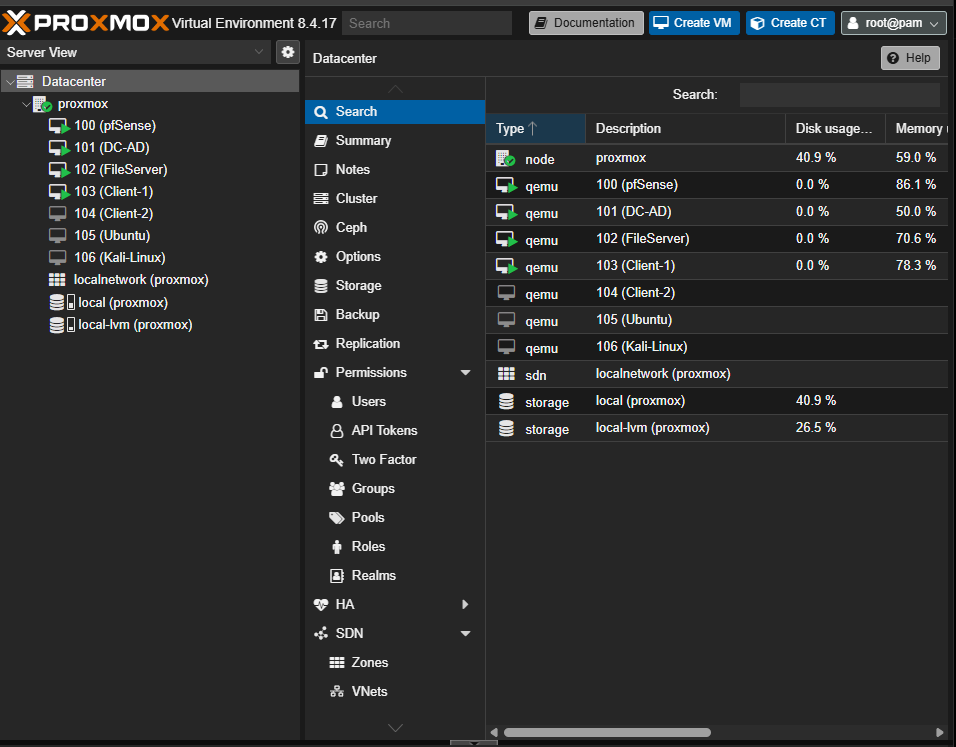 PROXMOX Virtual Environment 8.4.17 Search Documentation Create VM Create CT root@pam
Server View
Datacenter
proxmox
100 (pfSense)
101 (DC-AD)
102 (FileServer)
103 (Client-1)
104 (Client-2)
105 (Ubuntu)
106 (Kali-Linux)
localnetwork (proxmox)
local (proxmox)
local-lvm (proxmox)
Datacenter Help
Search
Summary
Notes
Cluster
Ceph
Options
Storage
Backup
Replication
Permissions
Users
API Tokens
Two Factor
Groups
Pools
Roles
Realms
HA
SDN
Zones
VNets
Search:
Type Description Disk usage... Memory
node proxmox 40.9 % 59.0 %
qemu 100 (pfSense) 0.0 % 86.1 %
qemu 101 (DC-AD) 0.0 % 50.0 %
qemu 102 (FileServer) 0.0 % 70.6 %
qemu 103 (Client-1) 0.0 % 78.3 %
qemu 104 (Client-2)
qemu 105 (Ubuntu)
qemu 106 (Kali-Linux)
sdn localnetwork (proxmox)
storage local (proxmox) 40.9 %
storage local-lvm (proxmox) 26.5 %